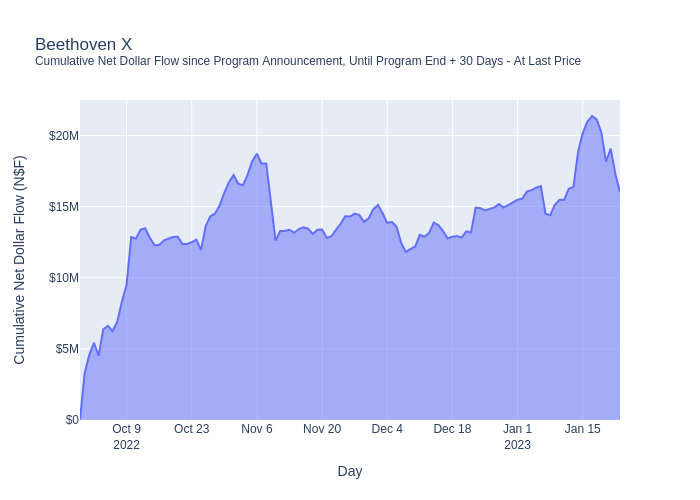 Beethoven X
Cumulative Net Dollar Flow since Program Announcement, Until Program End + 30 Days - At Last Price
Cumulative Net Dollar Flow (N$F)
$20M
$15M
$10M
$5M
$0
Oct 9 Oct 23 Nov 6 Nov 20 Dec 4 Dec 18 Jan 1 Jan 15
2022 2023
Day